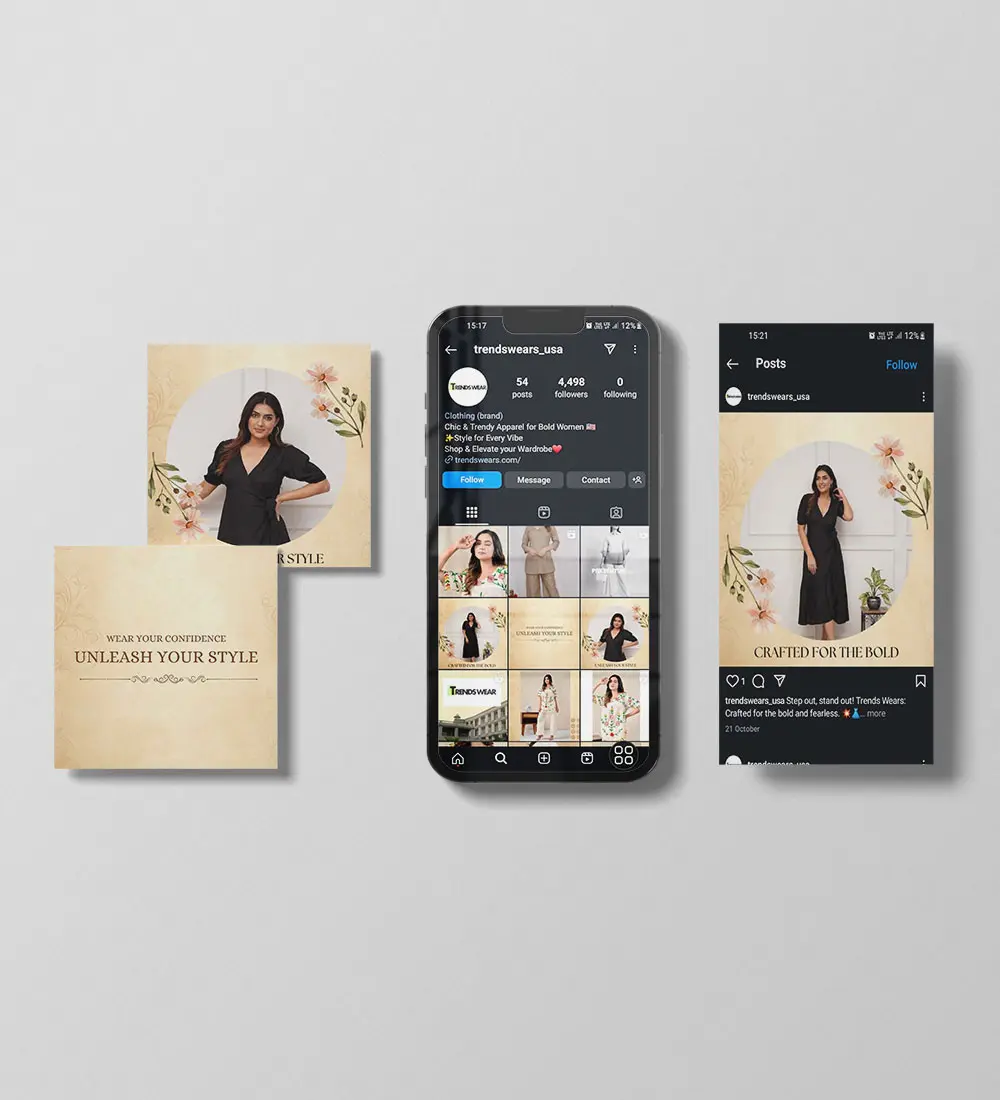 R STYLE
WEAR YOUR CONFIDENCE
UNLEASH YOUR STYLE
15:17
12%
trendswears_usa
TRENDS WEAR
54
posts
4,498
followers
0
following
Clothing (brand)
Chic & Trendy Apparel for Bold Women 🇺🇸
✨Style for Every Vibe
Shop & Elevate your Wardrobe❤️
trendswears.com/
Follow
Message
Contact
CRAFTED FOR THE BOLD
WEAR YOUR CONFIDENCE
UNLEASH YOUR STYLE
UNLEASH YOUR STYLE
TRENDS WEAR
15:21
12%
Posts
Follow
trendswears_usa
CRAFTED FOR THE BOLD
1
trendswears_usa Step out, stand out! Trends Wears:
Crafted for the bold and fearless. 💥👗... more
21 October
trendswears_usa